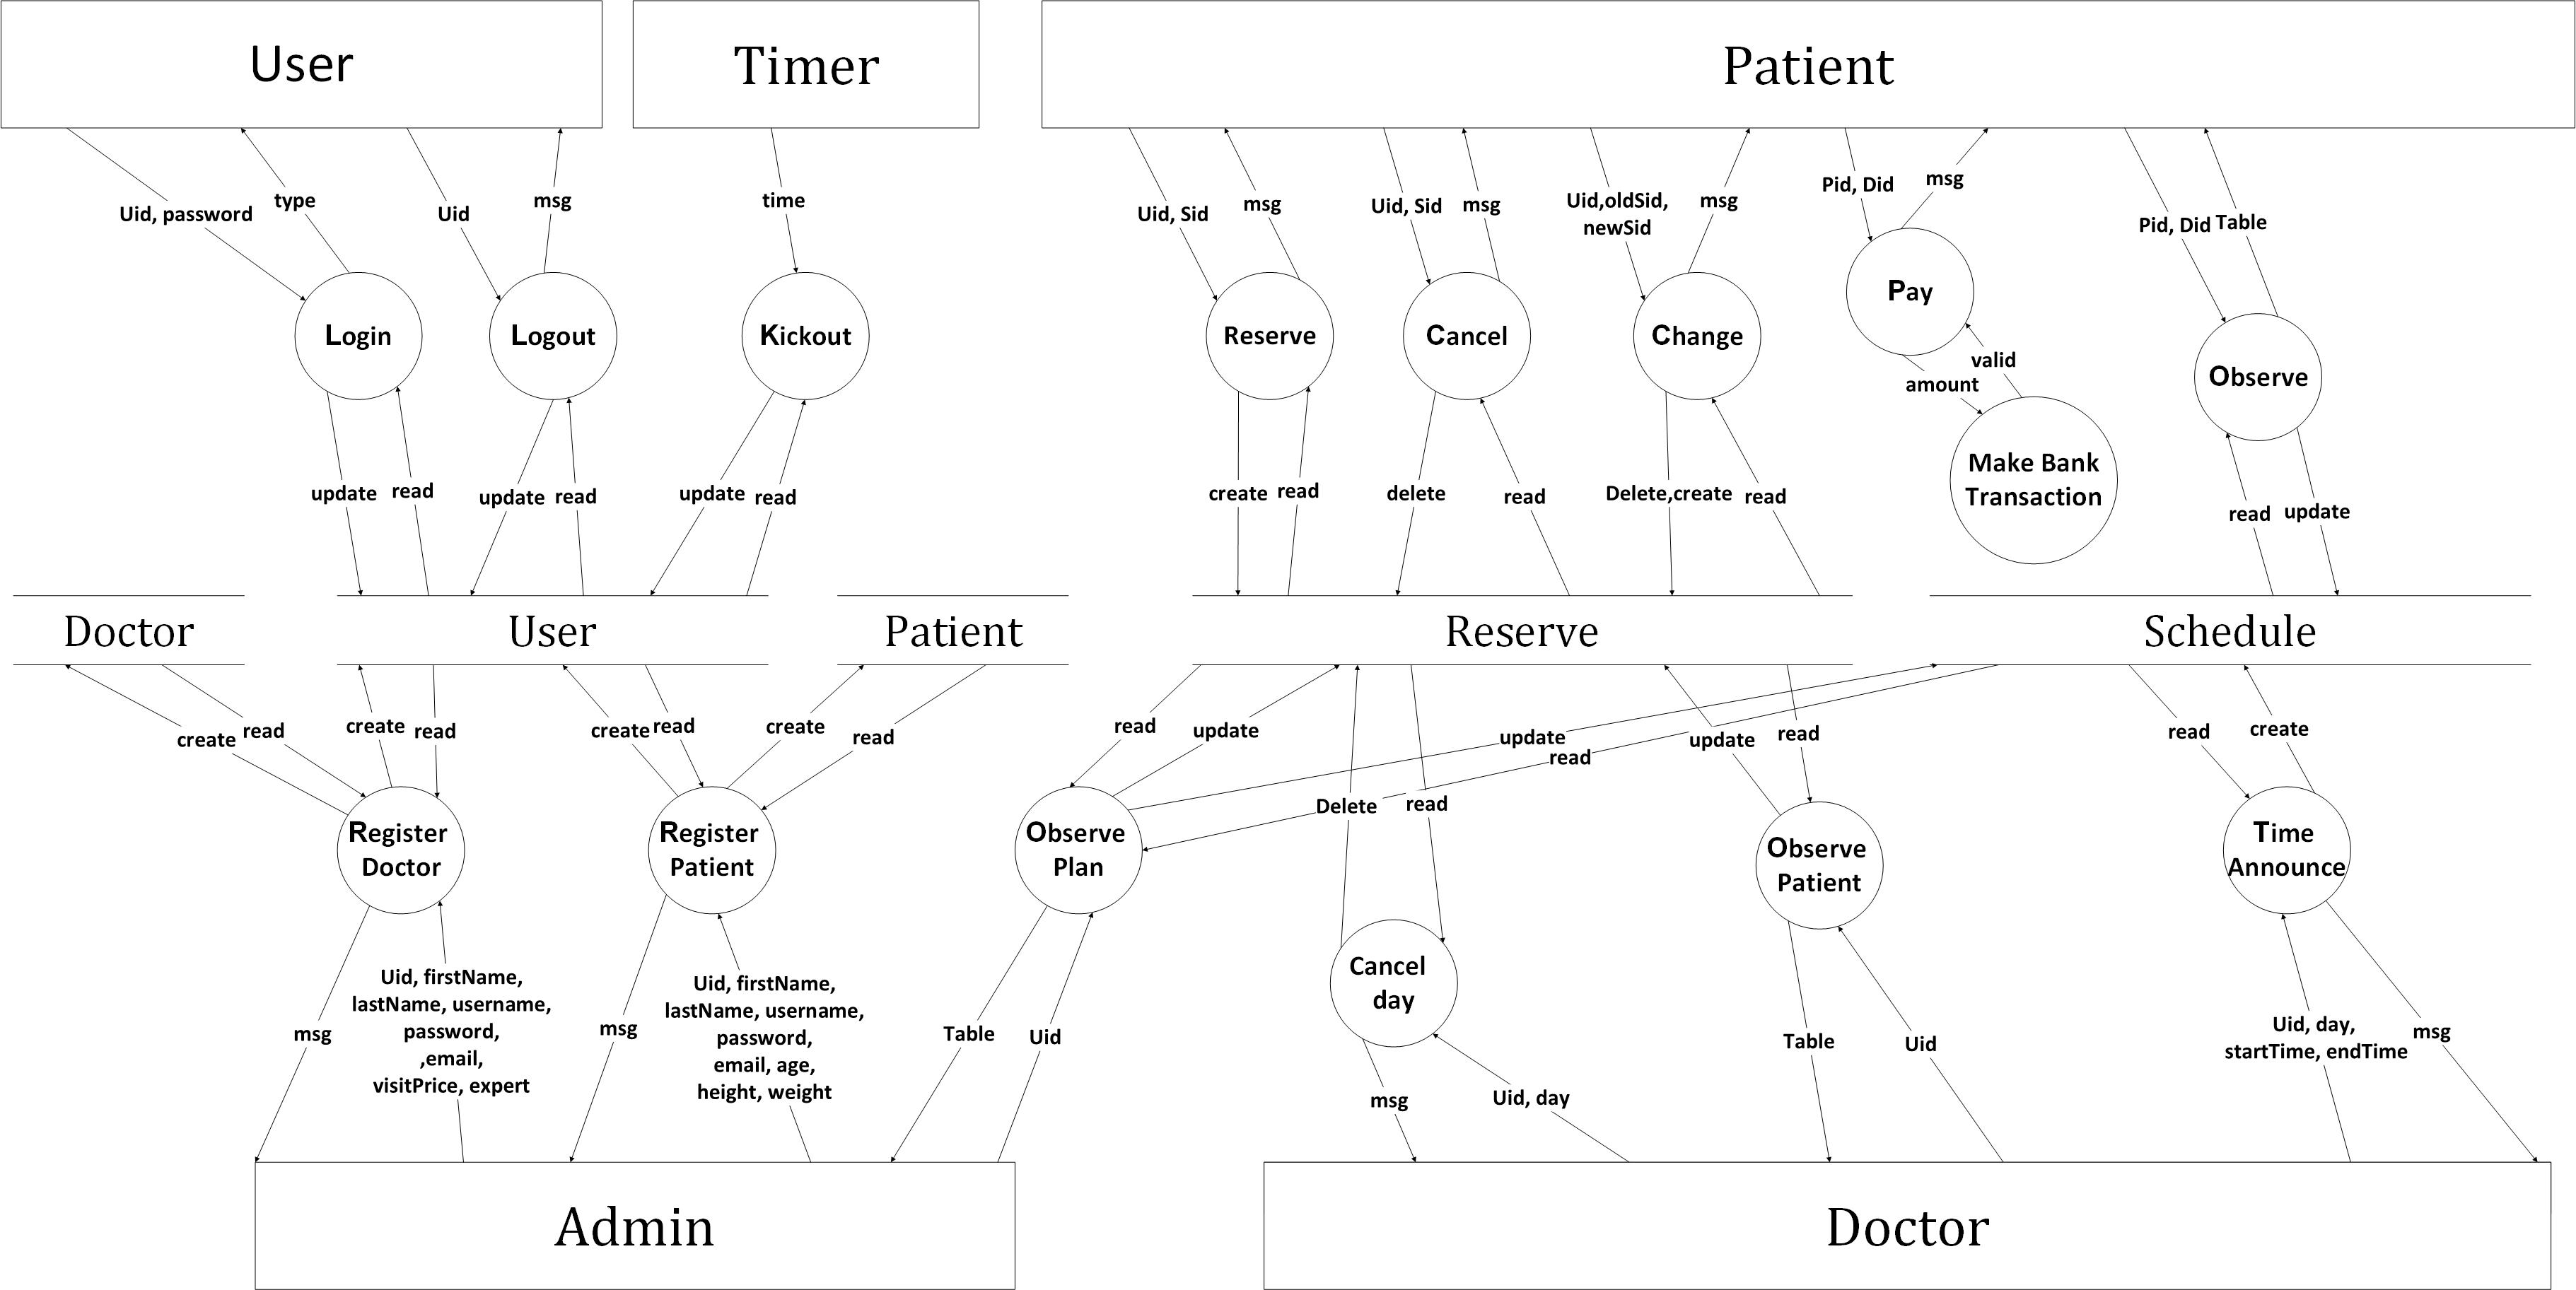 User
Timer
Patient
Uid, password
type
Uid
msg
time
Uid, Sid
msg
Uid, Sid
msg
Uid,oldSid,
newSid
msg
Pid, Did
msg
Pid, Did
Table
Login
Logout
Kickout
Reserve
Cancel
Change
Pay
Observe
valid
amount
Make Bank
Transaction
update
read
update
read
update
read
create
read
delete
read
Delete,create
read
read
update
Doctor
User
Patient
Reserve
Schedule
create
read
create
read
create
read
create
read
read
update
update
read
update
read
read
create
Delete
read
Register
Doctor
Register
Patient
Observe
Plan
Cancel
day
Observe
Patient
Time
Announce
msg
Uid, firstName,
lastName, username,
password,
,email,
visitPrice, expert
msg
Uid, firstName,
lastName, username,
password,
email, age,
height, weight
Table
Uid
msg
Uid, day
Table
Uid
Uid, day,
startTime, endTime
msg
Admin
Doctor